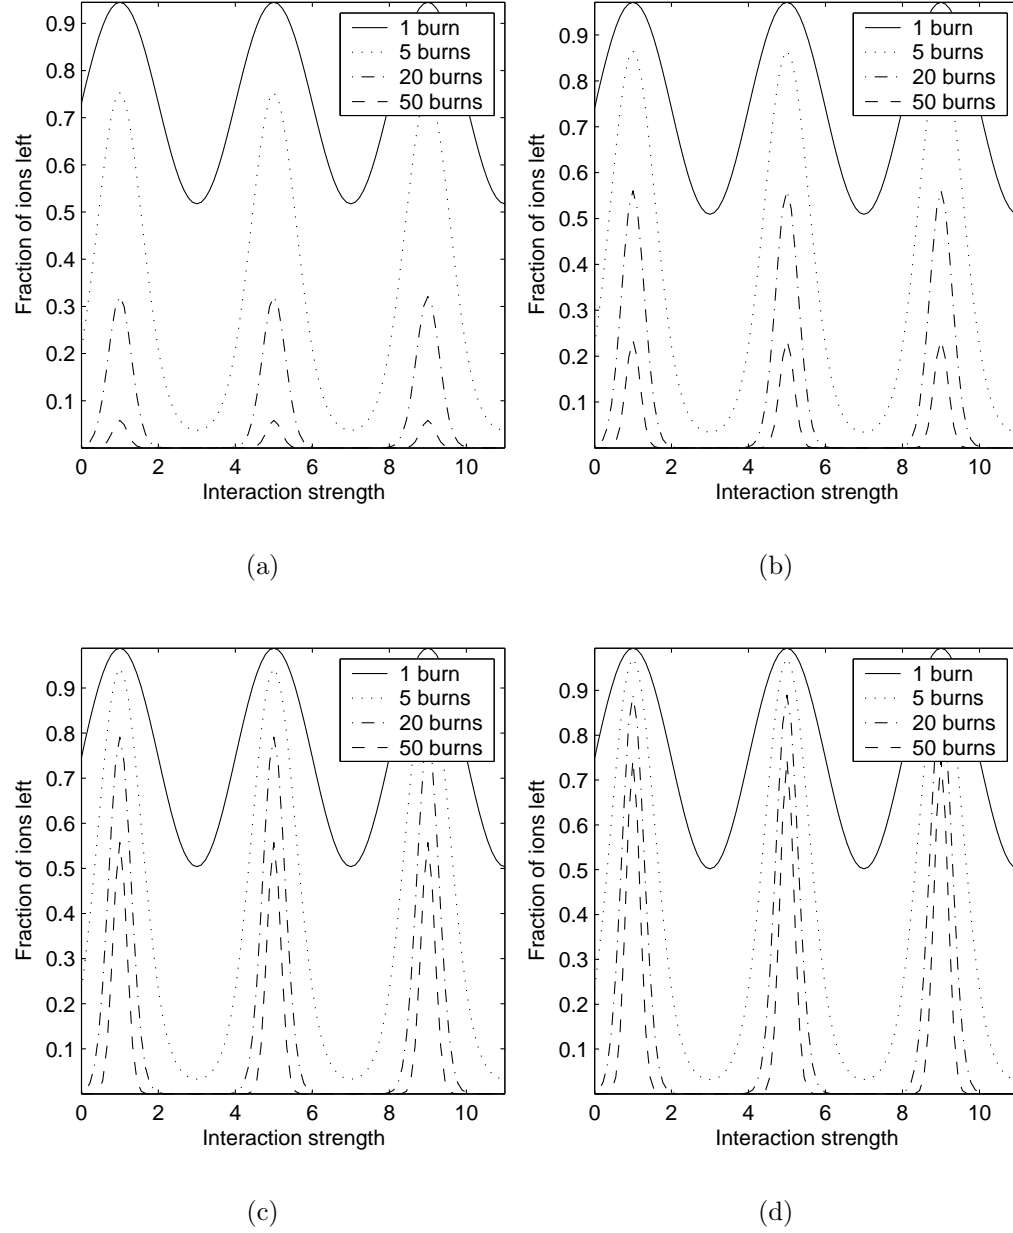 Fraction of ions left
0.9
0.8
0.7
0.6
0.5
0.4
0.3
0.2
0.1
0 2 4 6 8 10
Interaction strength
1 burn
5 burns
20 burns
50 burns
(a)
Fraction of ions left
0.9
0.8
0.7
0.6
0.5
0.4
0.3
0.2
0.1
0 2 4 6 8 10
Interaction strength
1 burn
5 burns
20 burns
50 burns
(b)
Fraction of ions left
0.9
0.8
0.7
0.6
0.5
0.4
0.3
0.2
0.1
0 2 4 6 8 10
Interaction strength
1 burn
5 burns
20 burns
50 burns
(c)
Fraction of ions left
0.9
0.8
0.7
0.6
0.5
0.4
0.3
0.2
0.1
0 2 4 6 8 10
Interaction strength
1 burn
5 burns
20 burns
50 burns
(d)